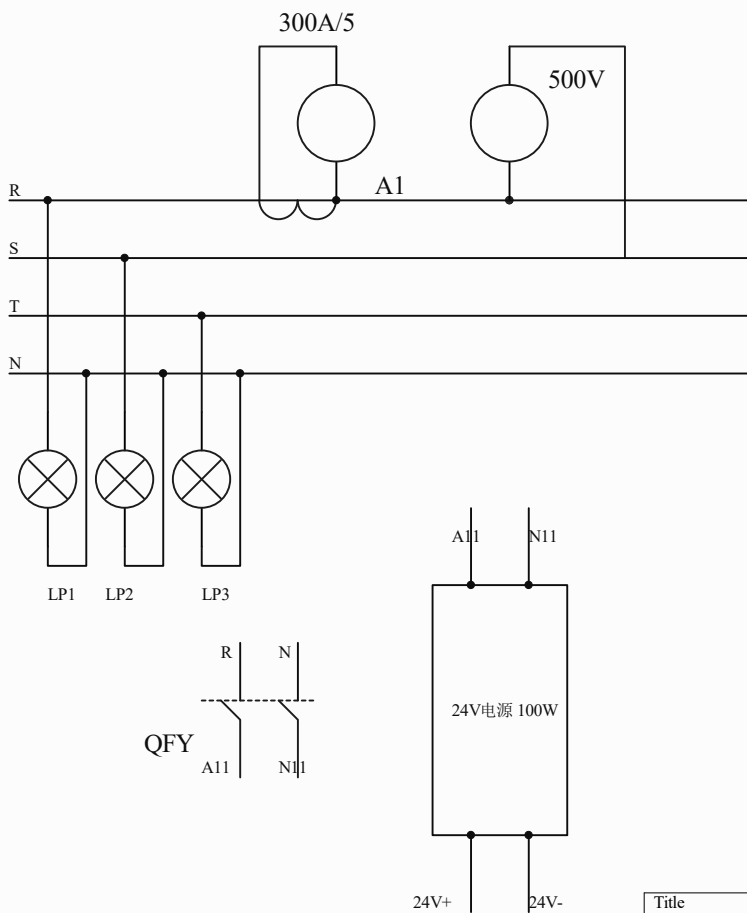 300A/5
500V
A1
R
S
T
N
A11
N11
LP1
LP2
LP3
R
N
24V电源 100W
QFY
A11
N11
24V+
24V-
Title